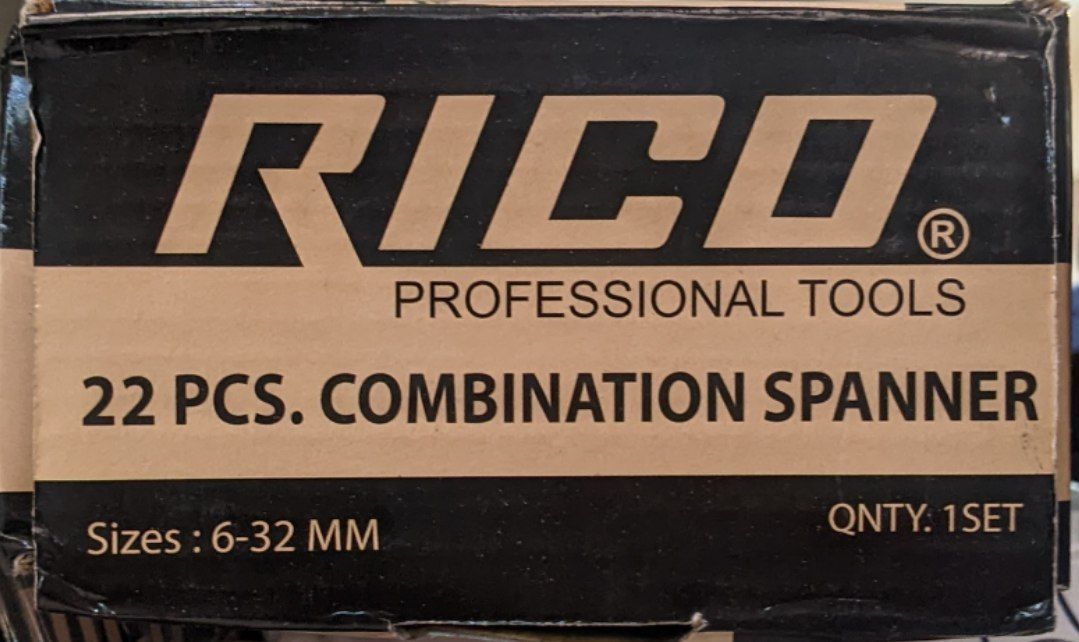 RICO®
PROFESSIONAL TOOLS
22 PCS. COMBINATION SPANNER
Sizes : 6-32 MM
QNTY. 1SET